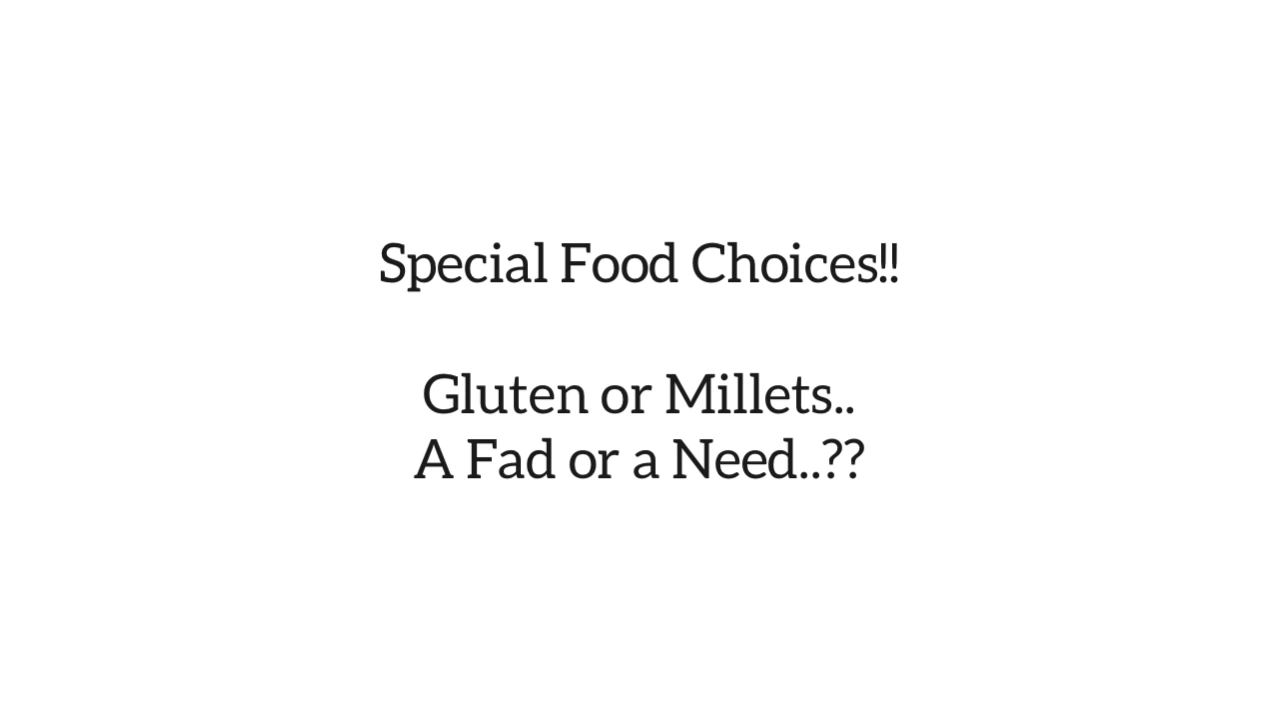 Special Food Choices!!
Gluten or Millets..
A Fad or a Need..??